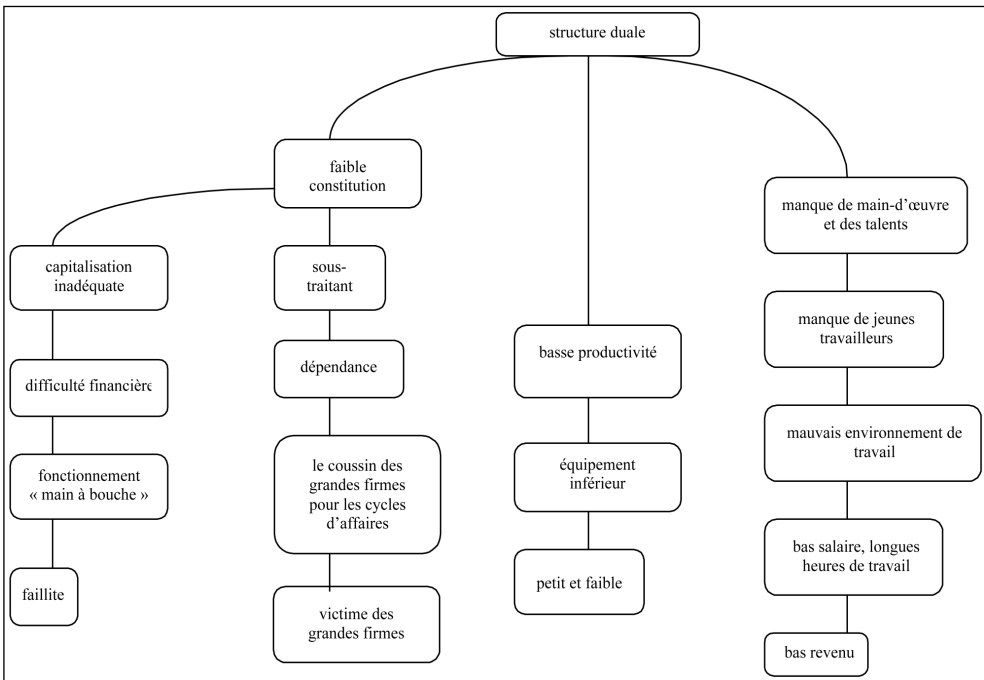 structure duale
faible
constitution
manque de main-d’œuvre
et des talents
capitalisation
inadéquate
sous-
traitant
manque de jeunes
travailleurs
basse productivité
dépendance
difficulté financière
mauvais environnement de
travail
le coussin des
grandes firmes
pour les cycles
d’affaires
équipement
inférieur
fonctionnement
« main à bouche »
bas salaire, longues
heures de travail
petit et faible
faillite
victime des
grandes firmes
bas revenu